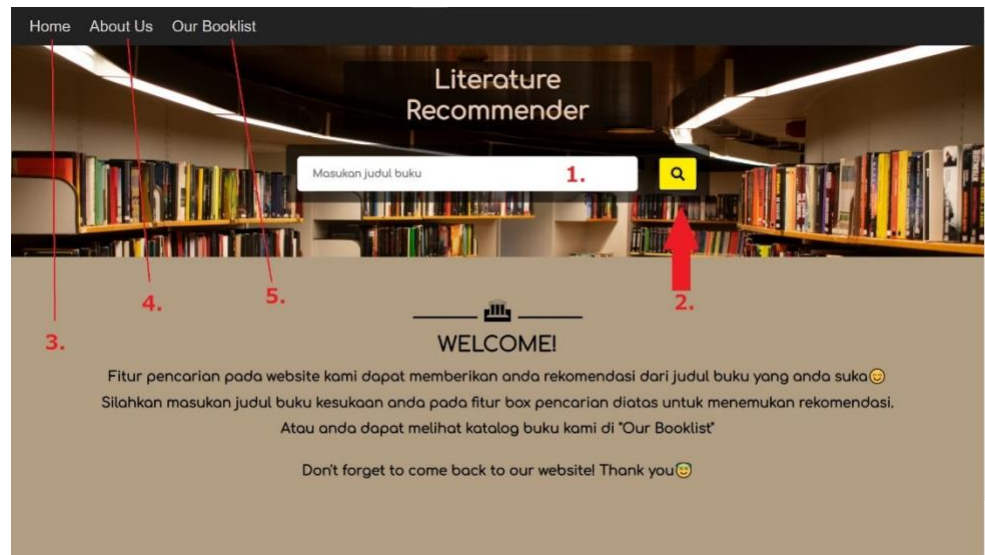 Home About Us Our Booklist
Literature
Recommender
Masukan judul buku 1.
2.
3.
4.
5.
WELCOME!
Fitur pencarian pada website kami dapat memberikan anda rekomendasi dari judul buku yang anda suka😊
Silahkan masukan judul buku kesukaan anda pada fitur box pencarian diatas untuk menemukan rekomendasi.
Atau anda dapat melihat katalog buku kami di "Our Booklist"
Don't forget to come back to our website! Thank you😇